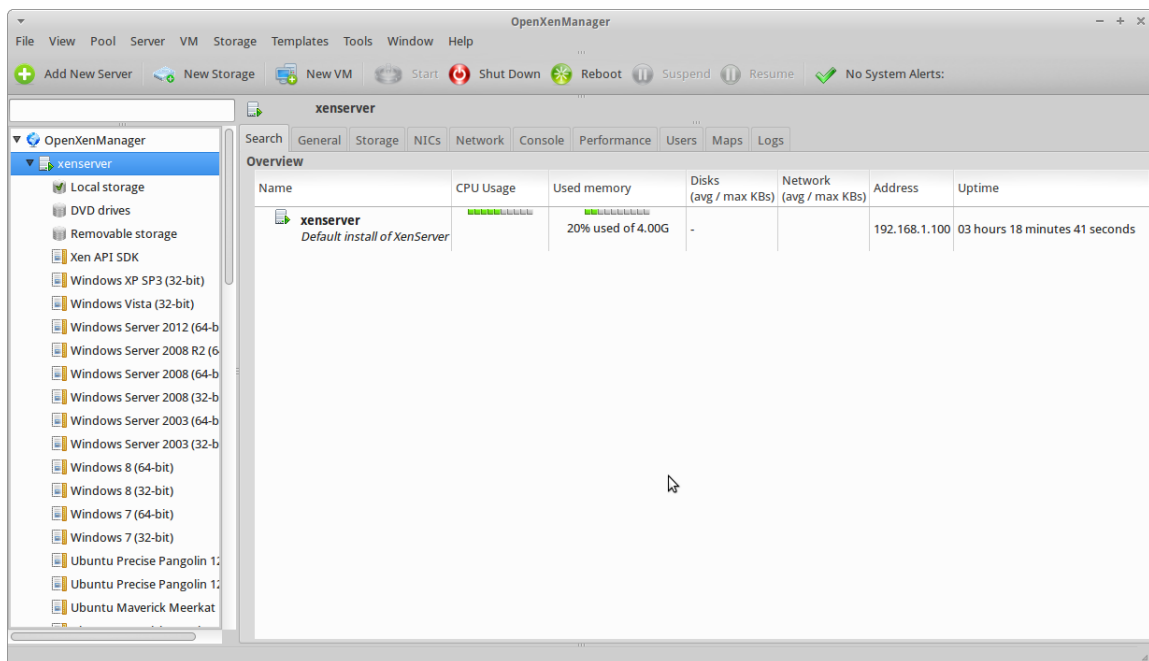 OpenXenManager
File View Pool Server VM Storage Templates Tools Window Help
Add New Server New Storage New VM Start Shut Down Reboot Suspend Resume No System Alerts:
xenserver
OpenXenManager
xenserver
Local storage
DVD drives
Removable storage
Xen API SDK
Windows XP SP3 (32-bit)
Windows Vista (32-bit)
Windows Server 2012 (64-b
Windows Server 2008 R2 (6
Windows Server 2008 (64-b
Windows Server 2008 (32-b
Windows Server 2003 (64-b
Windows Server 2003 (32-b
Windows 8 (64-bit)
Windows 8 (32-bit)
Windows 7 (64-bit)
Windows 7 (32-bit)
Ubuntu Precise Pangolin 12
Ubuntu Precise Pangolin 12
Ubuntu Maverick Meerkat
Search General Storage NICs Network Console Performance Users Maps Logs
Overview
Name CPU Usage Used memory Disks (avg / max KBs) Network (avg / max KBs) Address Uptime
xenserver
Default install of XenServer 20% used of 4.00G - 192.168.1.100 03 hours 18 minutes 41 seconds